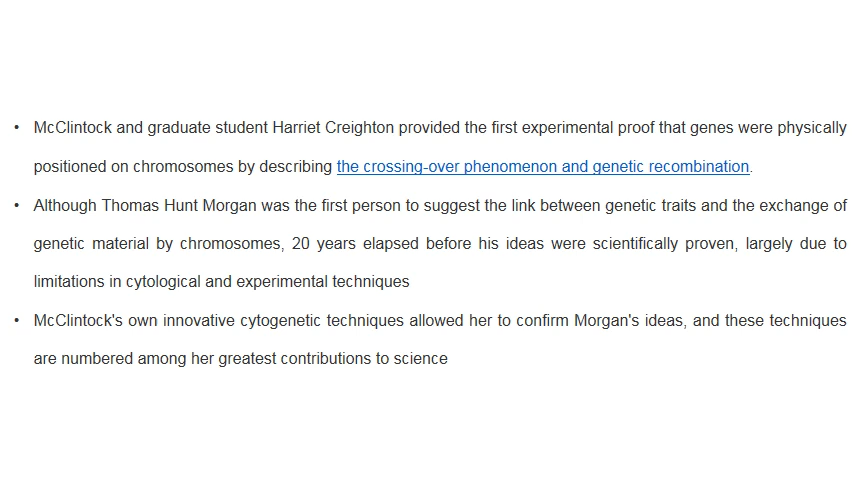 • McClintock and graduate student Harriet Creighton provided the first experimental proof that genes were physically
positioned on chromosomes by describing the crossing-over phenomenon and genetic recombination.
• Although Thomas Hunt Morgan was the first person to suggest the link between genetic traits and the exchange of
genetic material by chromosomes, 20 years elapsed before his ideas were scientifically proven, largely due to
limitations in cytological and experimental techniques
• McClintock's own innovative cytogenetic techniques allowed her to confirm Morgan's ideas, and these techniques
are numbered among her greatest contributions to science